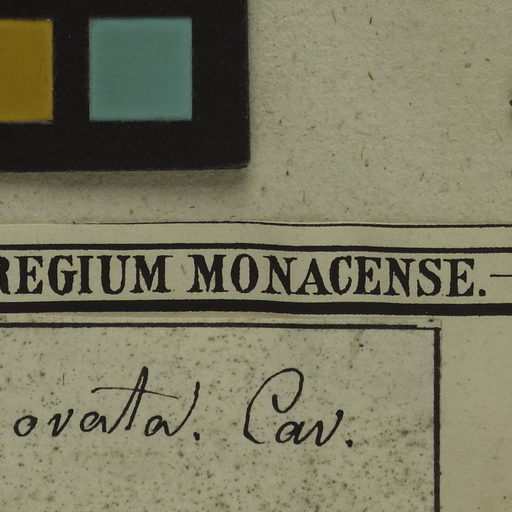 REGIUM MONACENSE.
ovata. Cav.